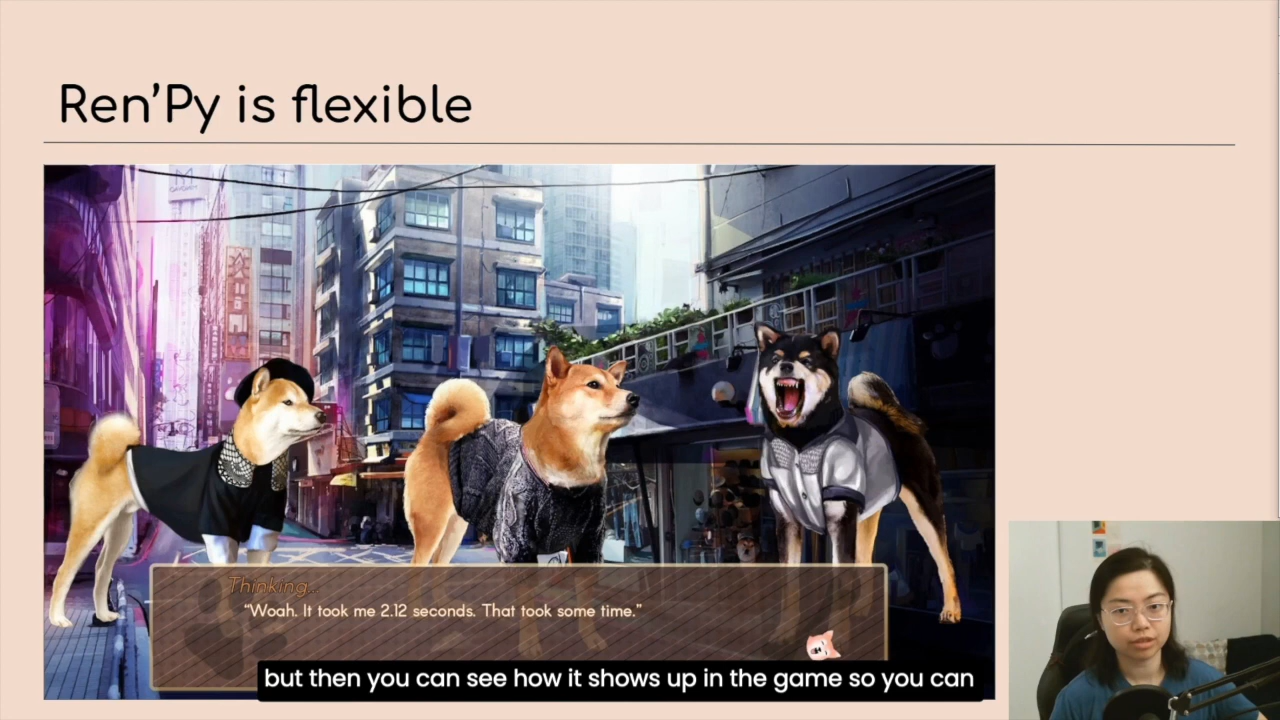 Ren’Py is flexible
Thinking...
“Woah. It took me 2.12 seconds. That took some time.”
but then you can see how it shows up in the game so you can